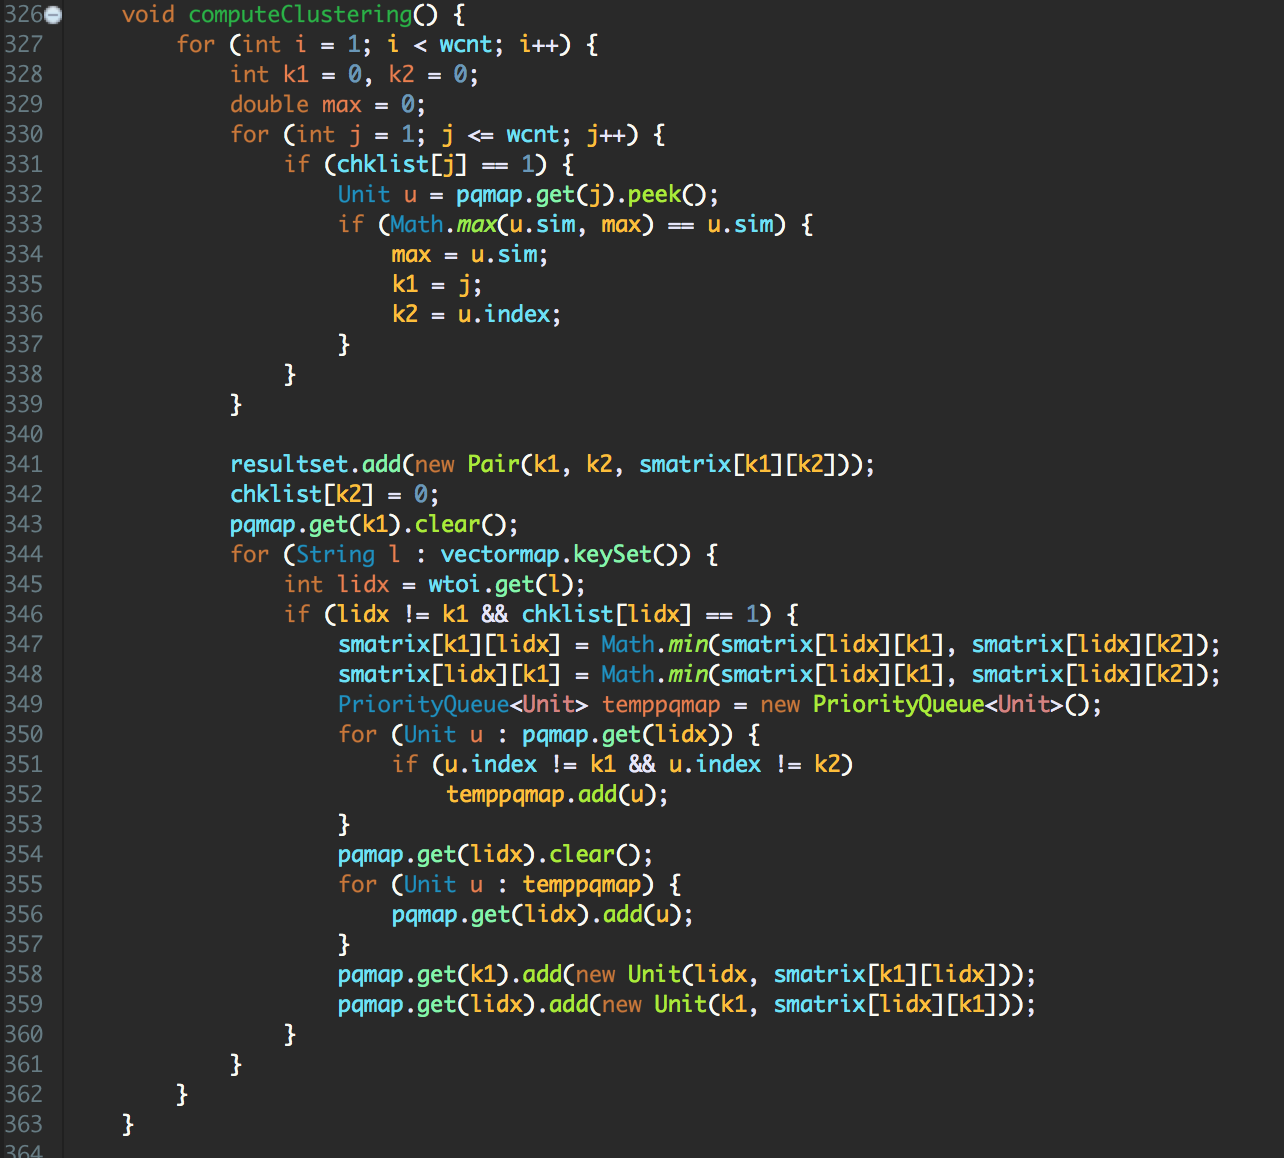 326 void computeClustering() {
327 for (int i = 1; i < wcnt; i++) {
328 int k1 = 0, k2 = 0;
329 double max = 0;
330 for (int j = 1; j <= wcnt; j++) {
331 if (chklist[j] == 1) {
332 Unit u = pqmap.get(j).peek();
333 if (Math.max(u.sim, max) == u.sim) {
334 max = u.sim;
335 k1 = j;
336 k2 = u.index;
337 }
338 }
339 }
340
341 resultset.add(new Pair(k1, k2, smatrix[k1][k2]));
342 chklist[k2] = 0;
343 pqmap.get(k1).clear();
344 for (String l : vectormap.keySet()) {
345 int lidx = wtoi.get(l);
346 if (lidx != k1 && chklist[lidx] == 1) {
347 smatrix[k1][lidx] = Math.min(smatrix[lidx][k1], smatrix[lidx][k2]);
348 smatrix[lidx][k1] = Math.min(smatrix[lidx][k1], smatrix[lidx][k2]);
349 PriorityQueue<Unit> temppqmap = new PriorityQueue<Unit>();
350 for (Unit u : pqmap.get(lidx)) {
351 if (u.index != k1 && u.index != k2)
352 temppqmap.add(u);
353 }
354 pqmap.get(lidx).clear();
355 for (Unit u : temppqmap) {
356 pqmap.get(lidx).add(u);
357 }
358 pqmap.get(k1).add(new Unit(lidx, smatrix[k1][lidx]));
359 pqmap.get(lidx).add(new Unit(k1, smatrix[lidx][k1]));
360 }
361 }
362 }
363 }
364